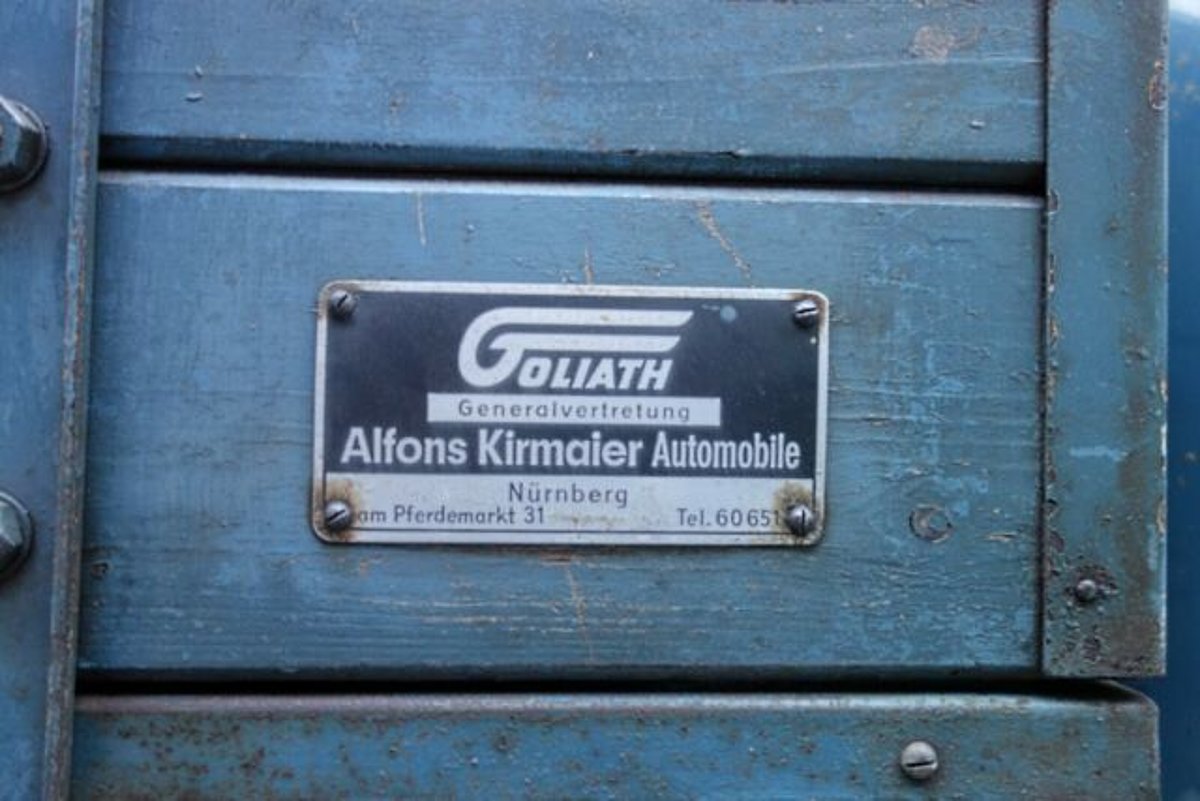 GOLIATH
Generalvertretung
Alfons Kirmaier Automobile
Nürnberg
am Pferdemarkt 31 Tel. 60651